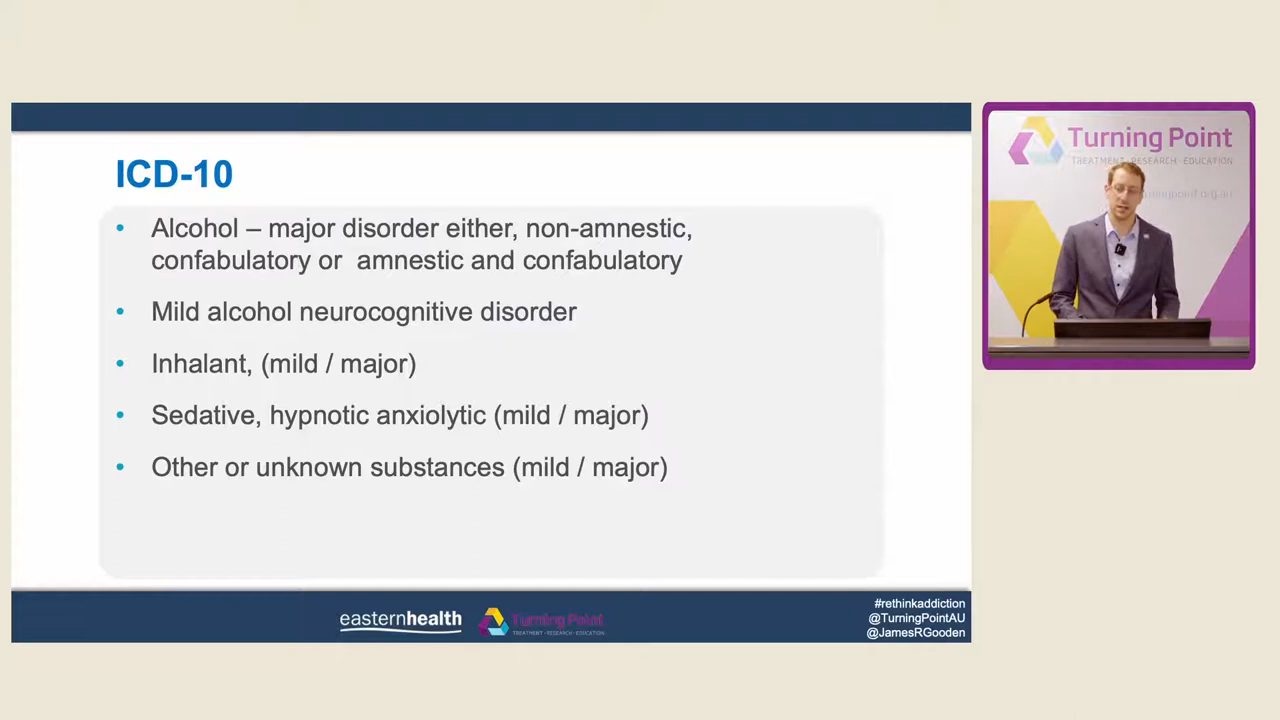 ICD-10
• Alcohol – major disorder either, non-amnestic,
confabulatory or  amnestic and confabulatory
• Mild alcohol neurocognitive disorder
• Inhalant, (mild / major)
• Sedative, hypnotic anxiolytic (mild / major)
• Other or unknown substances (mild / major)
easternhealth
Turning Point
TREATMENT • RESEARCH • EDUCATION
#rethinkaddiction
@TurningPointAU
@JamesRGooden
Turning Point
TREATMENT • RESEARCH • EDUCATION